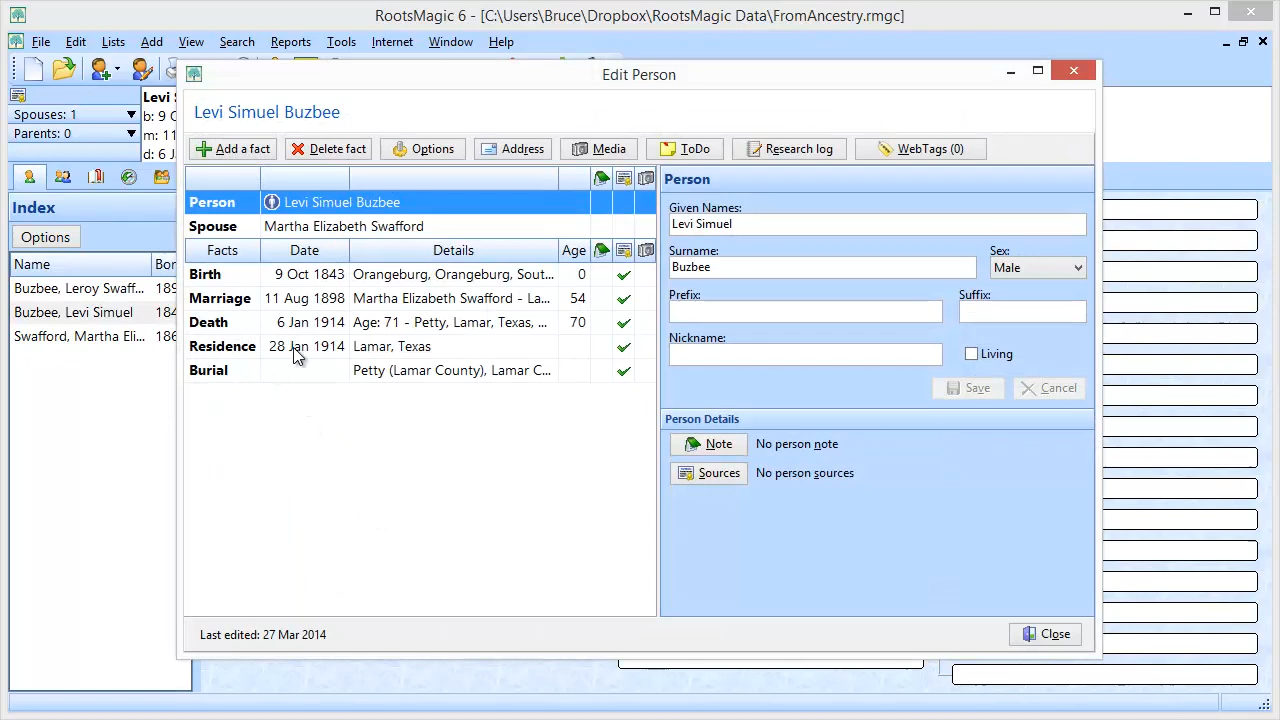 RootsMagic 6 - [C:\Users\Bruce\Dropbox\RootsMagic Data\FromAncestry.rmgc]
File Edit Lists Add View Search Reports Tools Internet Window Help
Edit Person
Levi S
Spouses: 1
b: 9 O
Parents: 0
m: 11
d: 6 J
Levi Simuel Buzbee
Add a fact Delete fact Options Address Media ToDo Research log WebTags (0)
Index
Options
Name Bor
Buzbee, Leroy Swaff... 189
Buzbee, Levi Simuel 184
Swafford, Martha Eli... 186
Person Levi Simuel Buzbee
Spouse Martha Elizabeth Swafford
Facts Date Details Age
Birth 9 Oct 1843 Orangeburg, Orangeburg, Sout... 0
Marriage 11 Aug 1898 Martha Elizabeth Swafford - La... 54
Death 6 Jan 1914 Age: 71 - Petty, Lamar, Texas, ... 70
Residence 28 Jan 1914 Lamar, Texas
Burial Petty (Lamar County), Lamar C...
Person
Given Names:
Levi Simuel
Surname: Sex:
Buzbee Male
Prefix: Suffix:
Nickname:
Living
Save Cancel
Person Details
Note No person note
Sources No person sources
Last edited: 27 Mar 2014
Close